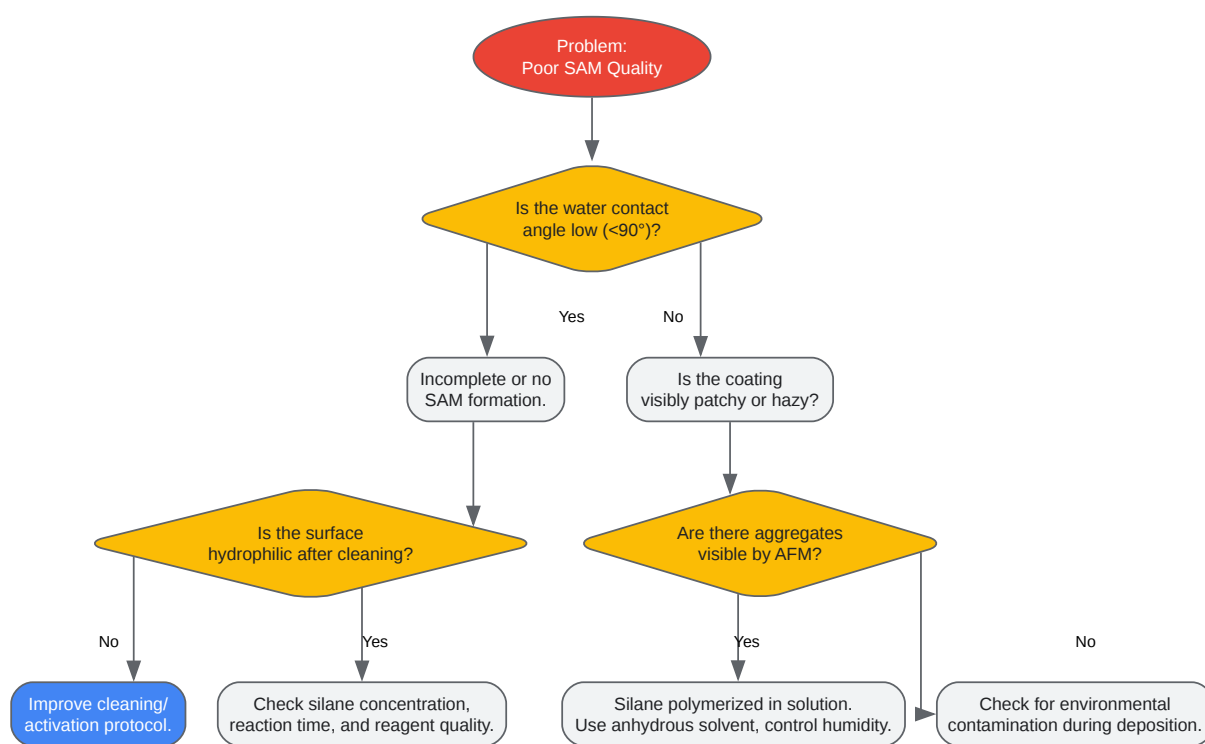 Problem:
Poor SAM Quality
Is the water contact
angle low (<90°)?
Yes
No
Incomplete or no
SAM formation.
Is the coating
visibly patchy or hazy?
Is the surface
hydrophilic after cleaning?
Are there aggregates
visible by AFM?
No
Yes
Yes
No
Improve cleaning/
activation protocol.
Check silane concentration,
reaction time, and reagent quality.
Silane polymerized in solution.
Use anhydrous solvent, control humidity.
Check for environmental
contamination during deposition.